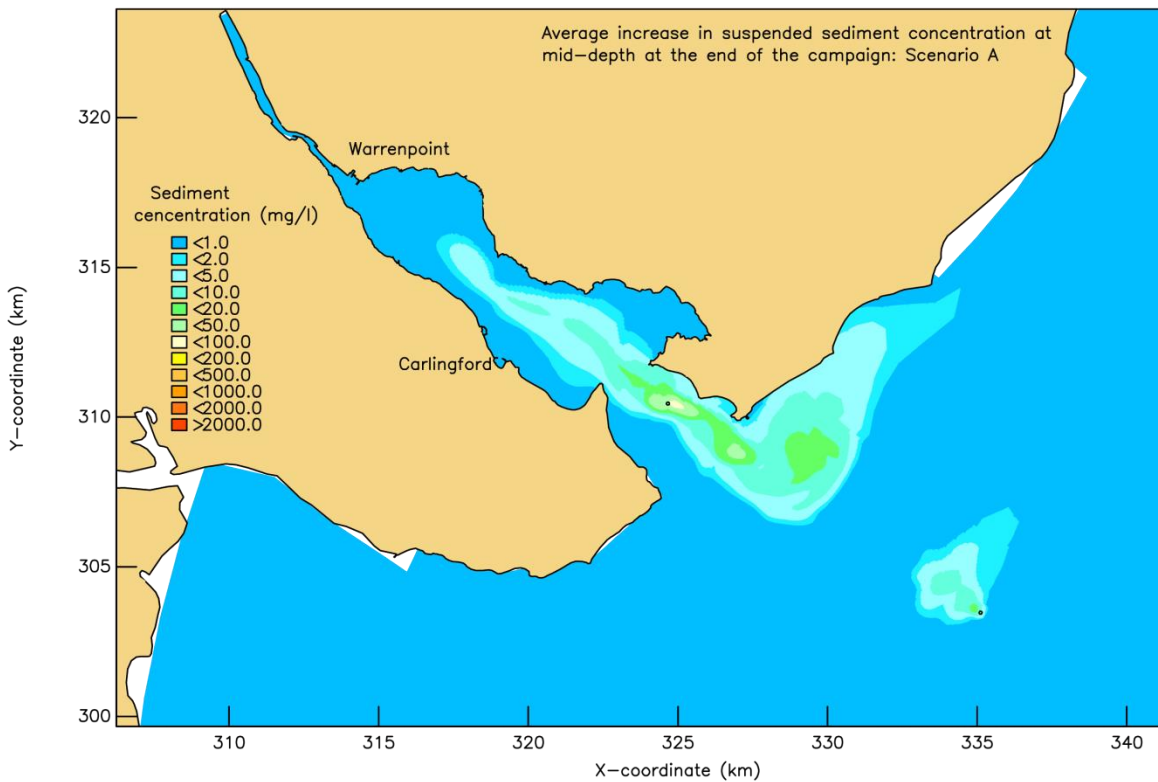 Average increase in suspended sediment concentration at
mid-depth at the end of the campaign: Scenario A
320
Warrenpoint
Sediment
cencentration (mg/l)
<1.0
<2.0
<5.0
<10.0
<20.0
<50.0
<100.0
<200.0
<500.0
<1000.0
<2000.0
>2000.0
315
Carlingford
310
305
300
Y-coordinate (km)
310 315 320 325 330 335 340
X-coordinate (km)